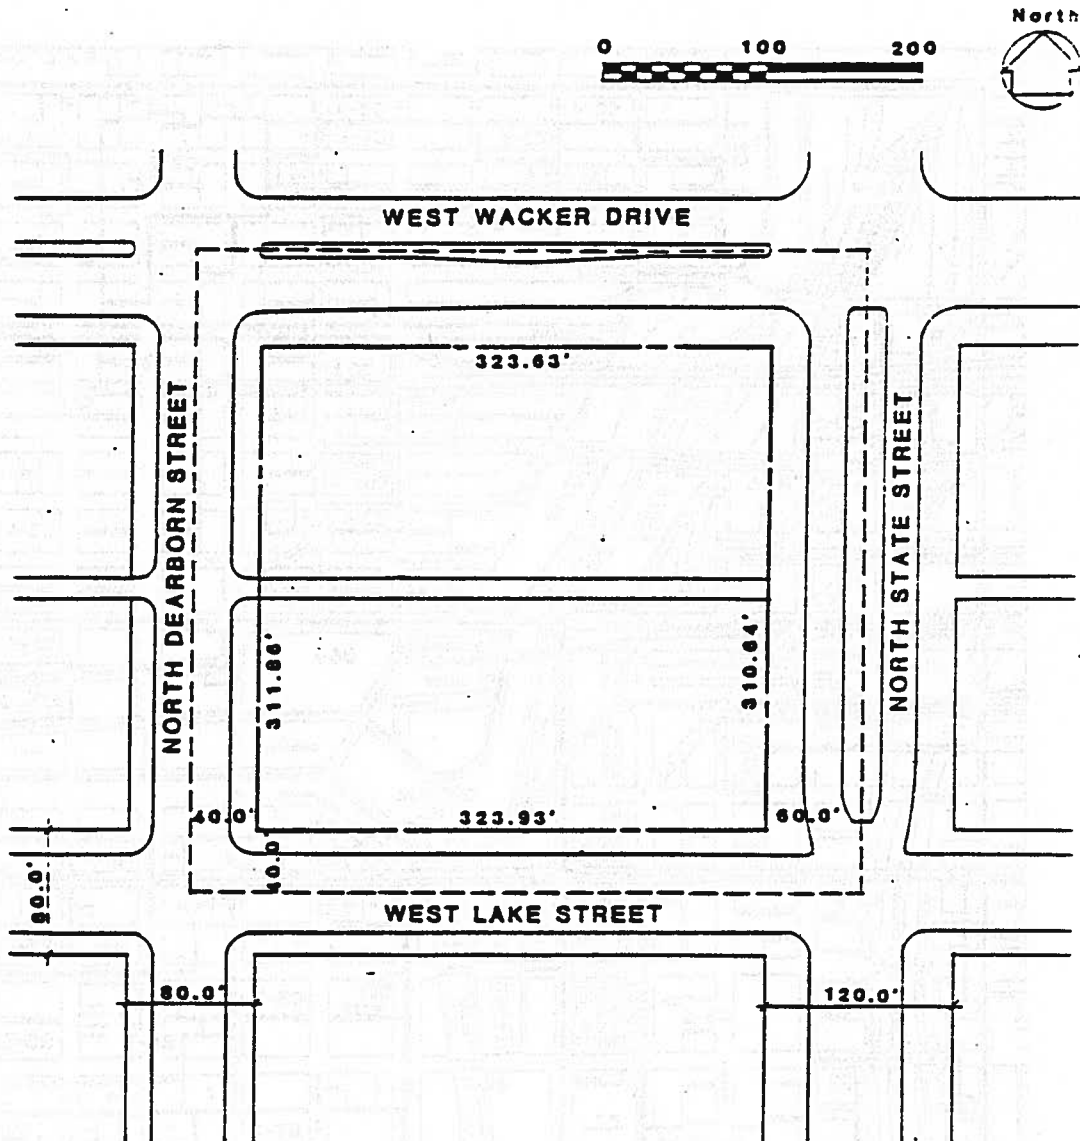 North
0 100 200
WEST WACKER DRIVE
323.63'
NORTH DEARBORN STREET
NORTH STATE STREET
311.86'
310.64'
40.0'
323.93'
60.0'
40.0
80.0'
WEST LAKE STREET
80.0'
120.0'